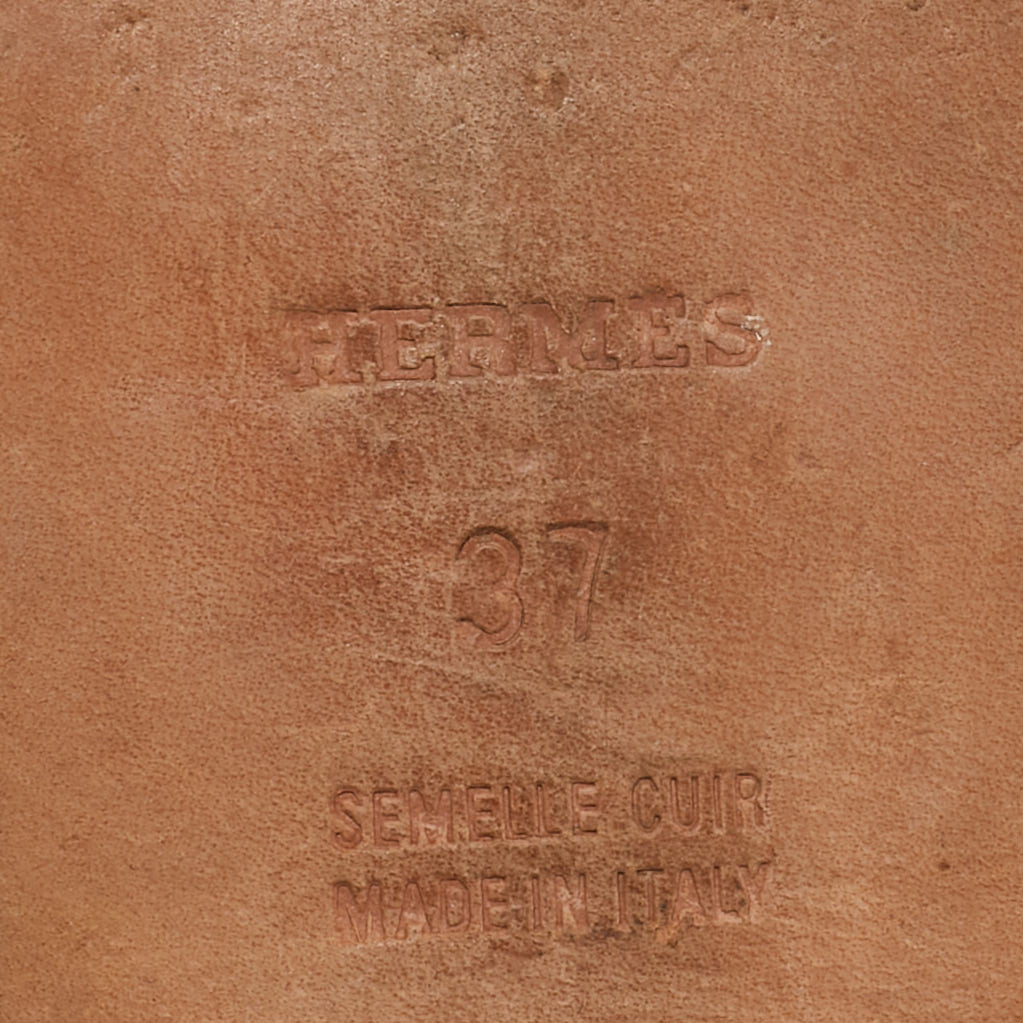 HERMES
37
SEMELLE CUIR
MADE IN ITALY